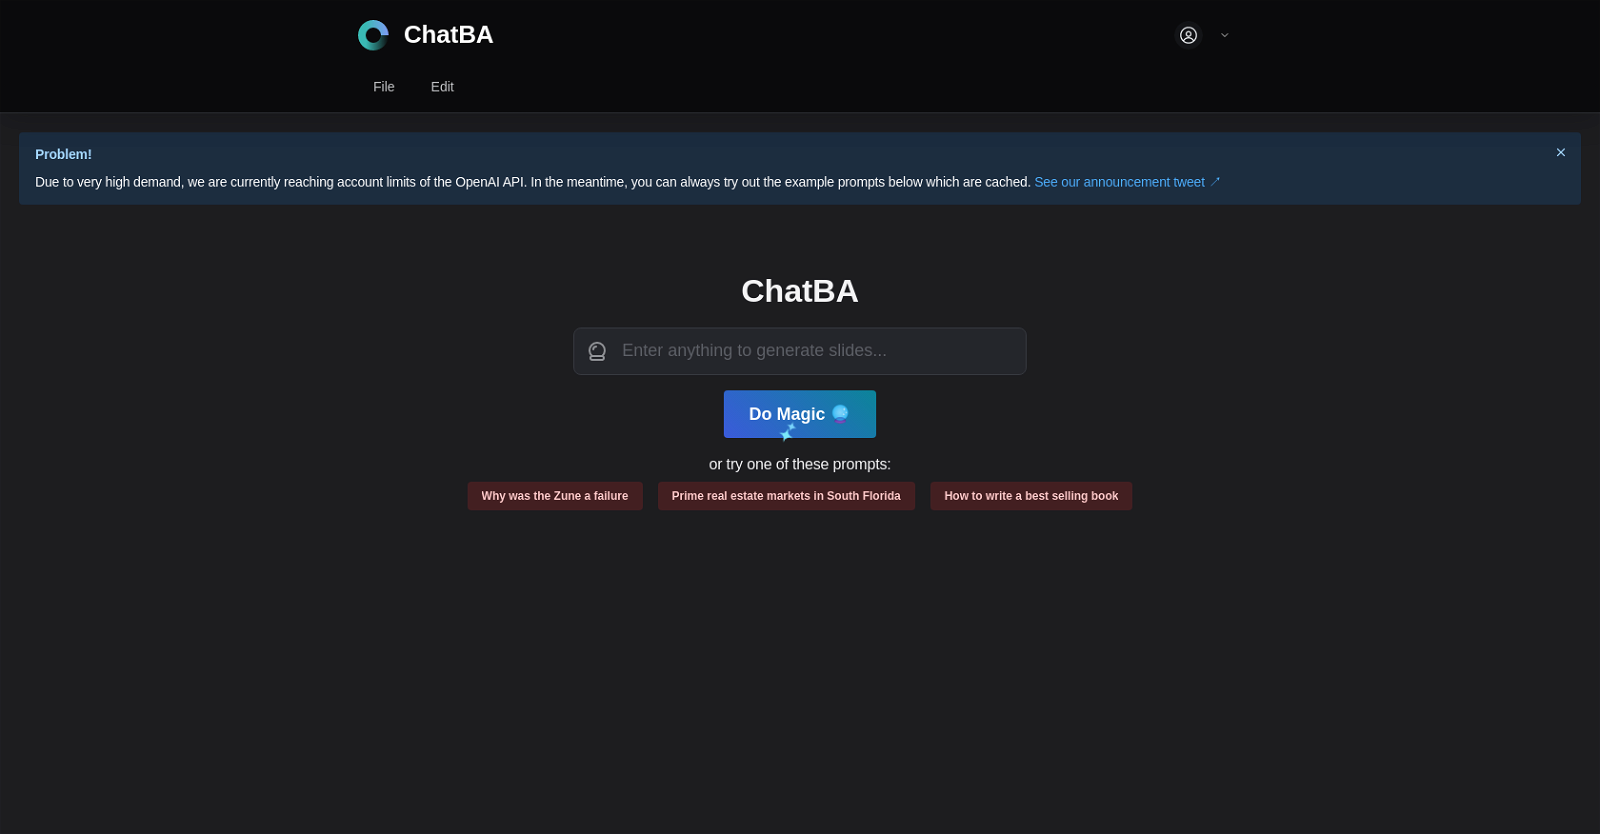 ChatBA
File Edit
Problem!
Due to very high demand, we are currently reaching account limits of the OpenAI API. In the meantime, you can always try out the example prompts below which are cached. See our announcement tweet ↗
ChatBA
Enter anything to generate slides...
Do Magic 🔮
or try one of these prompts:
Why was the Zune a failure Prime real estate markets in South Florida How to write a best selling book